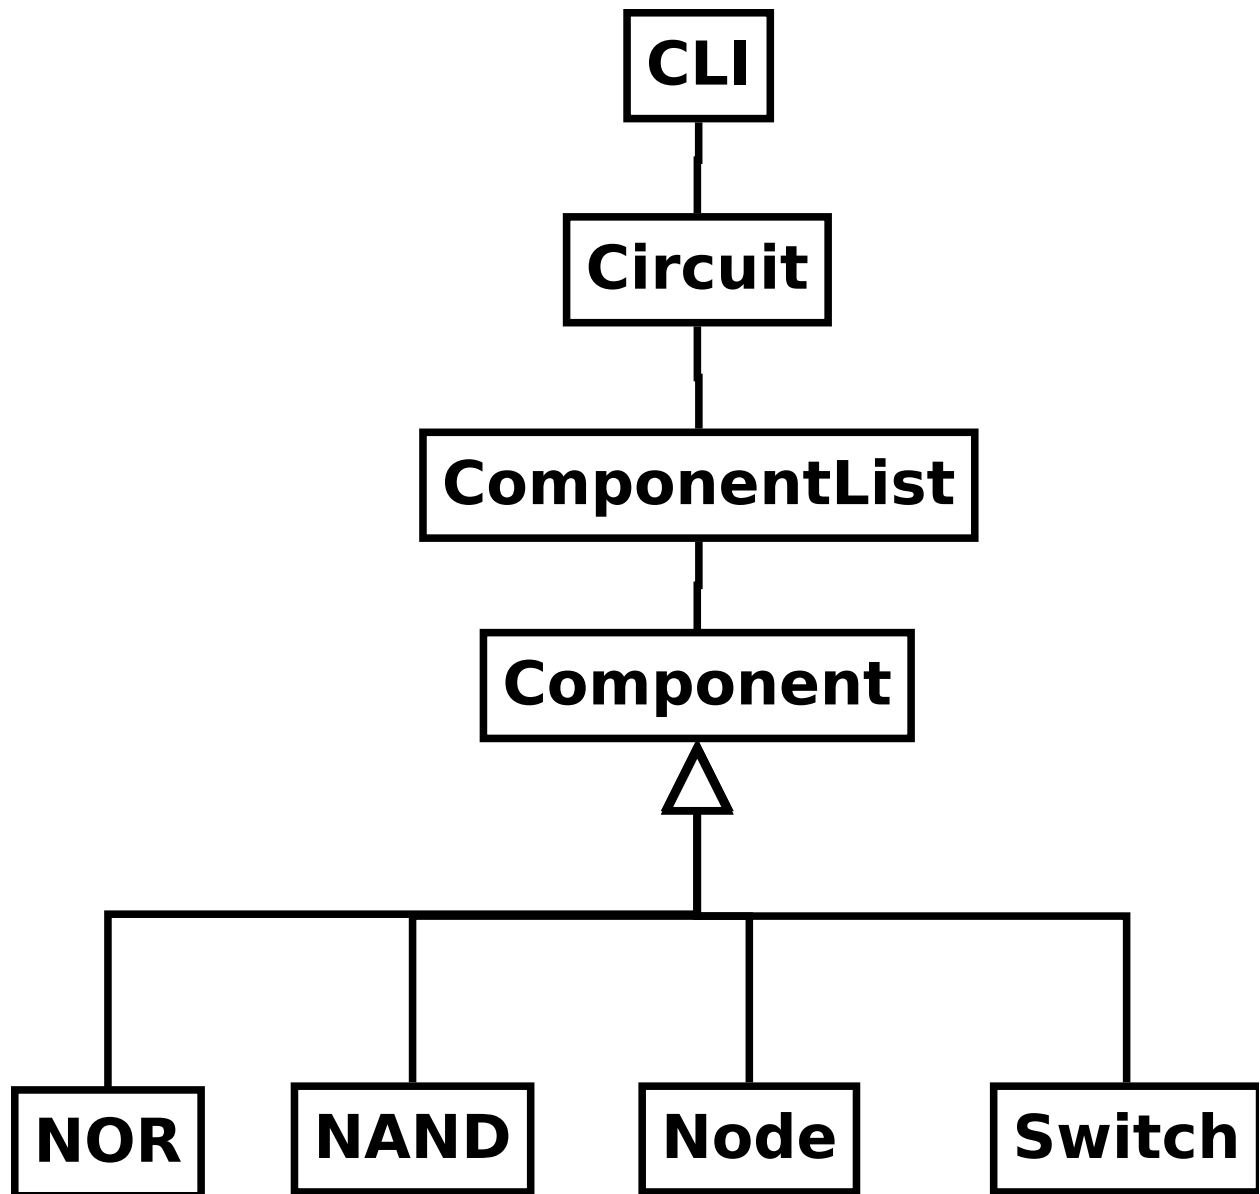 CLI
Circuit
ComponentList
Component
NOR
NAND
Node
Switch